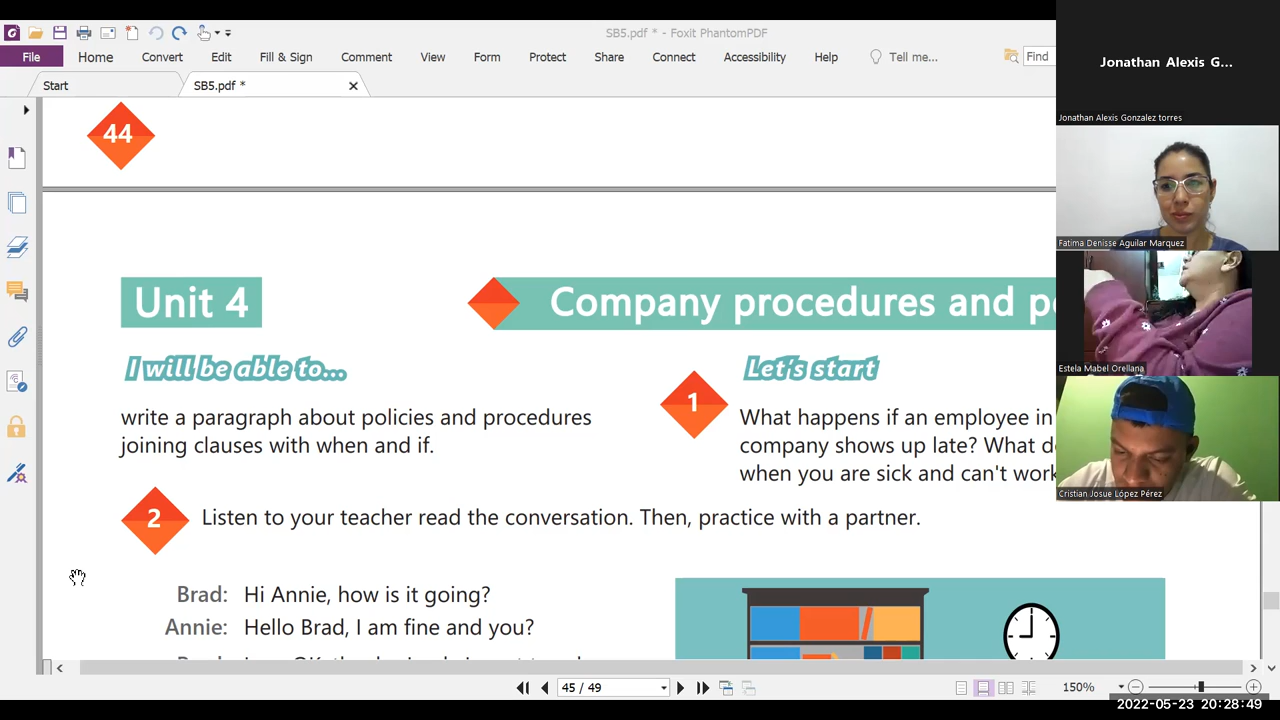 SB5.pdf * - Foxit PhantomPDF
File Home Convert Edit Fill & Sign Comment View Form Protect Share Connect Accessibility Help Tell me... Find
Start SB5.pdf *
44
Unit 4 Company procedures and po
I will be able to... Let's start
write a paragraph about policies and procedures
joining clauses with when and if.
1 What happens if an employee in
company shows up late? What do
when you are sick and can't work
2 Listen to your teacher read the conversation. Then, practice with a partner.
Brad: Hi Annie, how is it going?
Annie: Hello Brad, I am fine and you?
45 / 49
150%
Jonathan Alexis G...
Jonathan Alexis Gonzalez torres
Fatima Denisse Aguilar Marquez
Estela Mabel Orellana
Cristian Josue López Pérez
2022-05-23 20:28:49